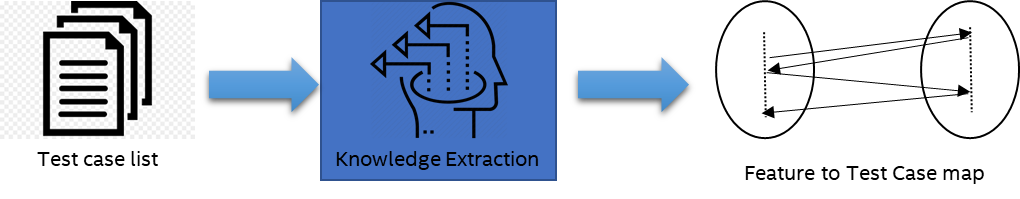 Test case list
Knowledge Extraction
Feature to Test Case map